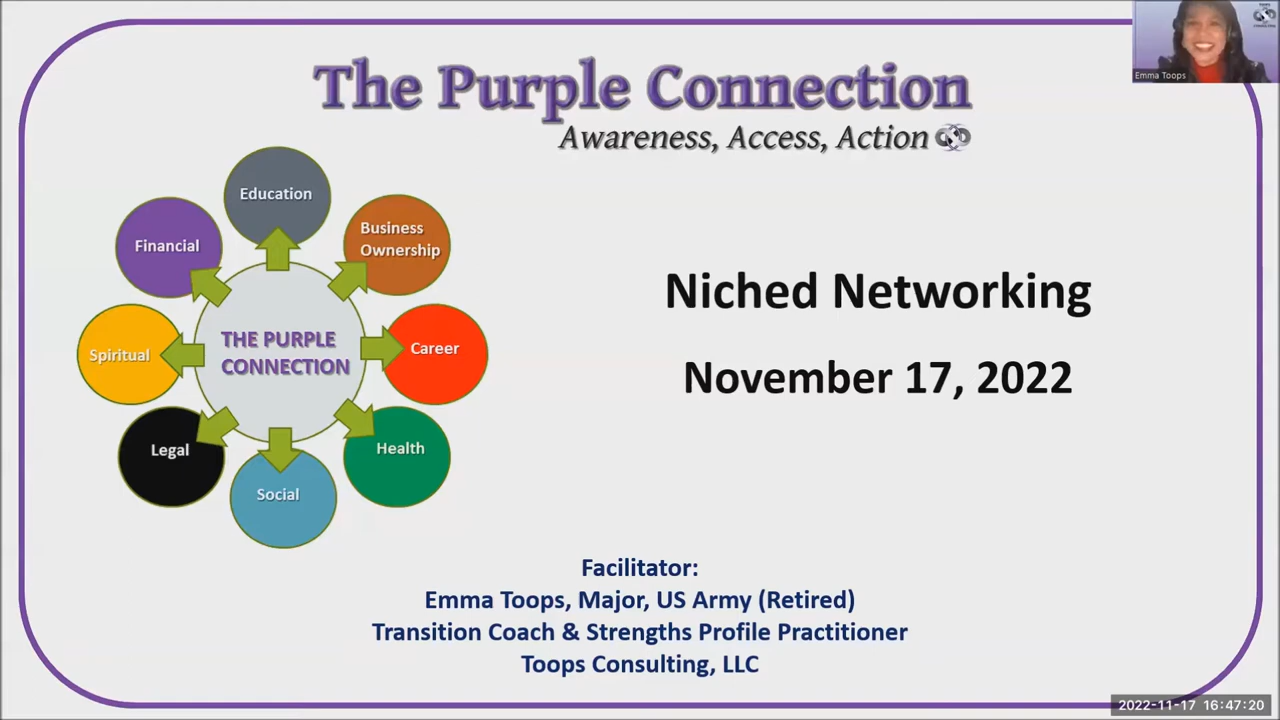 The Purple Connection
Awareness, Access, Action
Emma Toops
Education
Business
Ownership
Financial
Career
Spiritual
THE PURPLE
CONNECTION
Legal
Health
Social
Niched Networking
November 17, 2022
Facilitator:
Emma Toops, Major, US Army (Retired)
Transition Coach & Strengths Profile Practitioner
Toops Consulting, LLC
2022-11-17 16:47:20